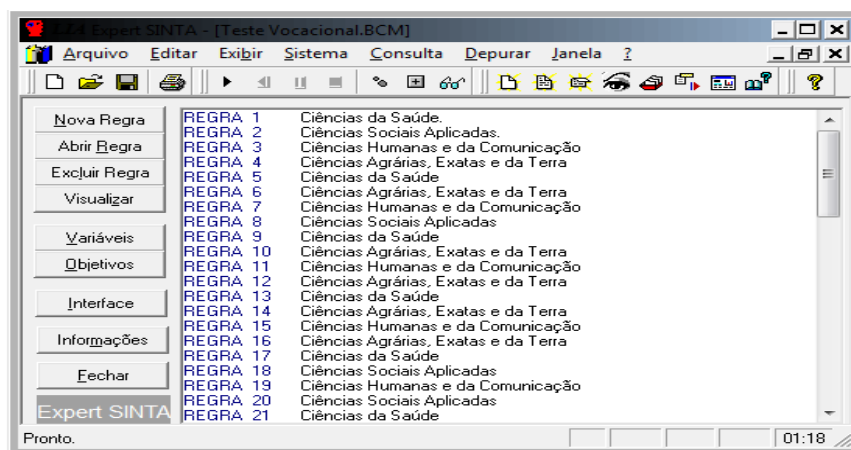 Expert SINTA - [Teste Vocacional.BCM]
Arquivo Editar Exibir Sistema Consulta Depurar Janela ?
Nova Regra
Abrir Regra
Excluir Regra
Visualizar
Variáveis
Objetivos
Interface
Informações
Fechar
Expert SINTA
REGRA 1 Ciências da Saúde.
REGRA 2 Ciências Sociais Aplicadas.
REGRA 3 Ciências Humanas e da Comunicação
REGRA 4 Ciências Agrárias, Exatas e da Terra
REGRA 5 Ciências da Saúde
REGRA 6 Ciências Agrárias, Exatas e da Terra
REGRA 7 Ciências Humanas e da Comunicação
REGRA 8 Ciências Sociais Aplicadas
REGRA 9 Ciências da Saúde
REGRA 10 Ciências Agrárias, Exatas e da Terra
REGRA 11 Ciências Humanas e da Comunicação
REGRA 12 Ciências Agrárias, Exatas e da Terra
REGRA 13 Ciências da Saúde
REGRA 14 Ciências Agrárias, Exatas e da Terra
REGRA 15 Ciências Humanas e da Comunicação
REGRA 16 Ciências Agrárias, Exatas e da Terra
REGRA 17 Ciências da Saúde
REGRA 18 Ciências Sociais Aplicadas
REGRA 19 Ciências Humanas e da Comunicação
REGRA 20 Ciências Sociais Aplicadas
REGRA 21 Ciências da Saúde
Pronto. 01:18